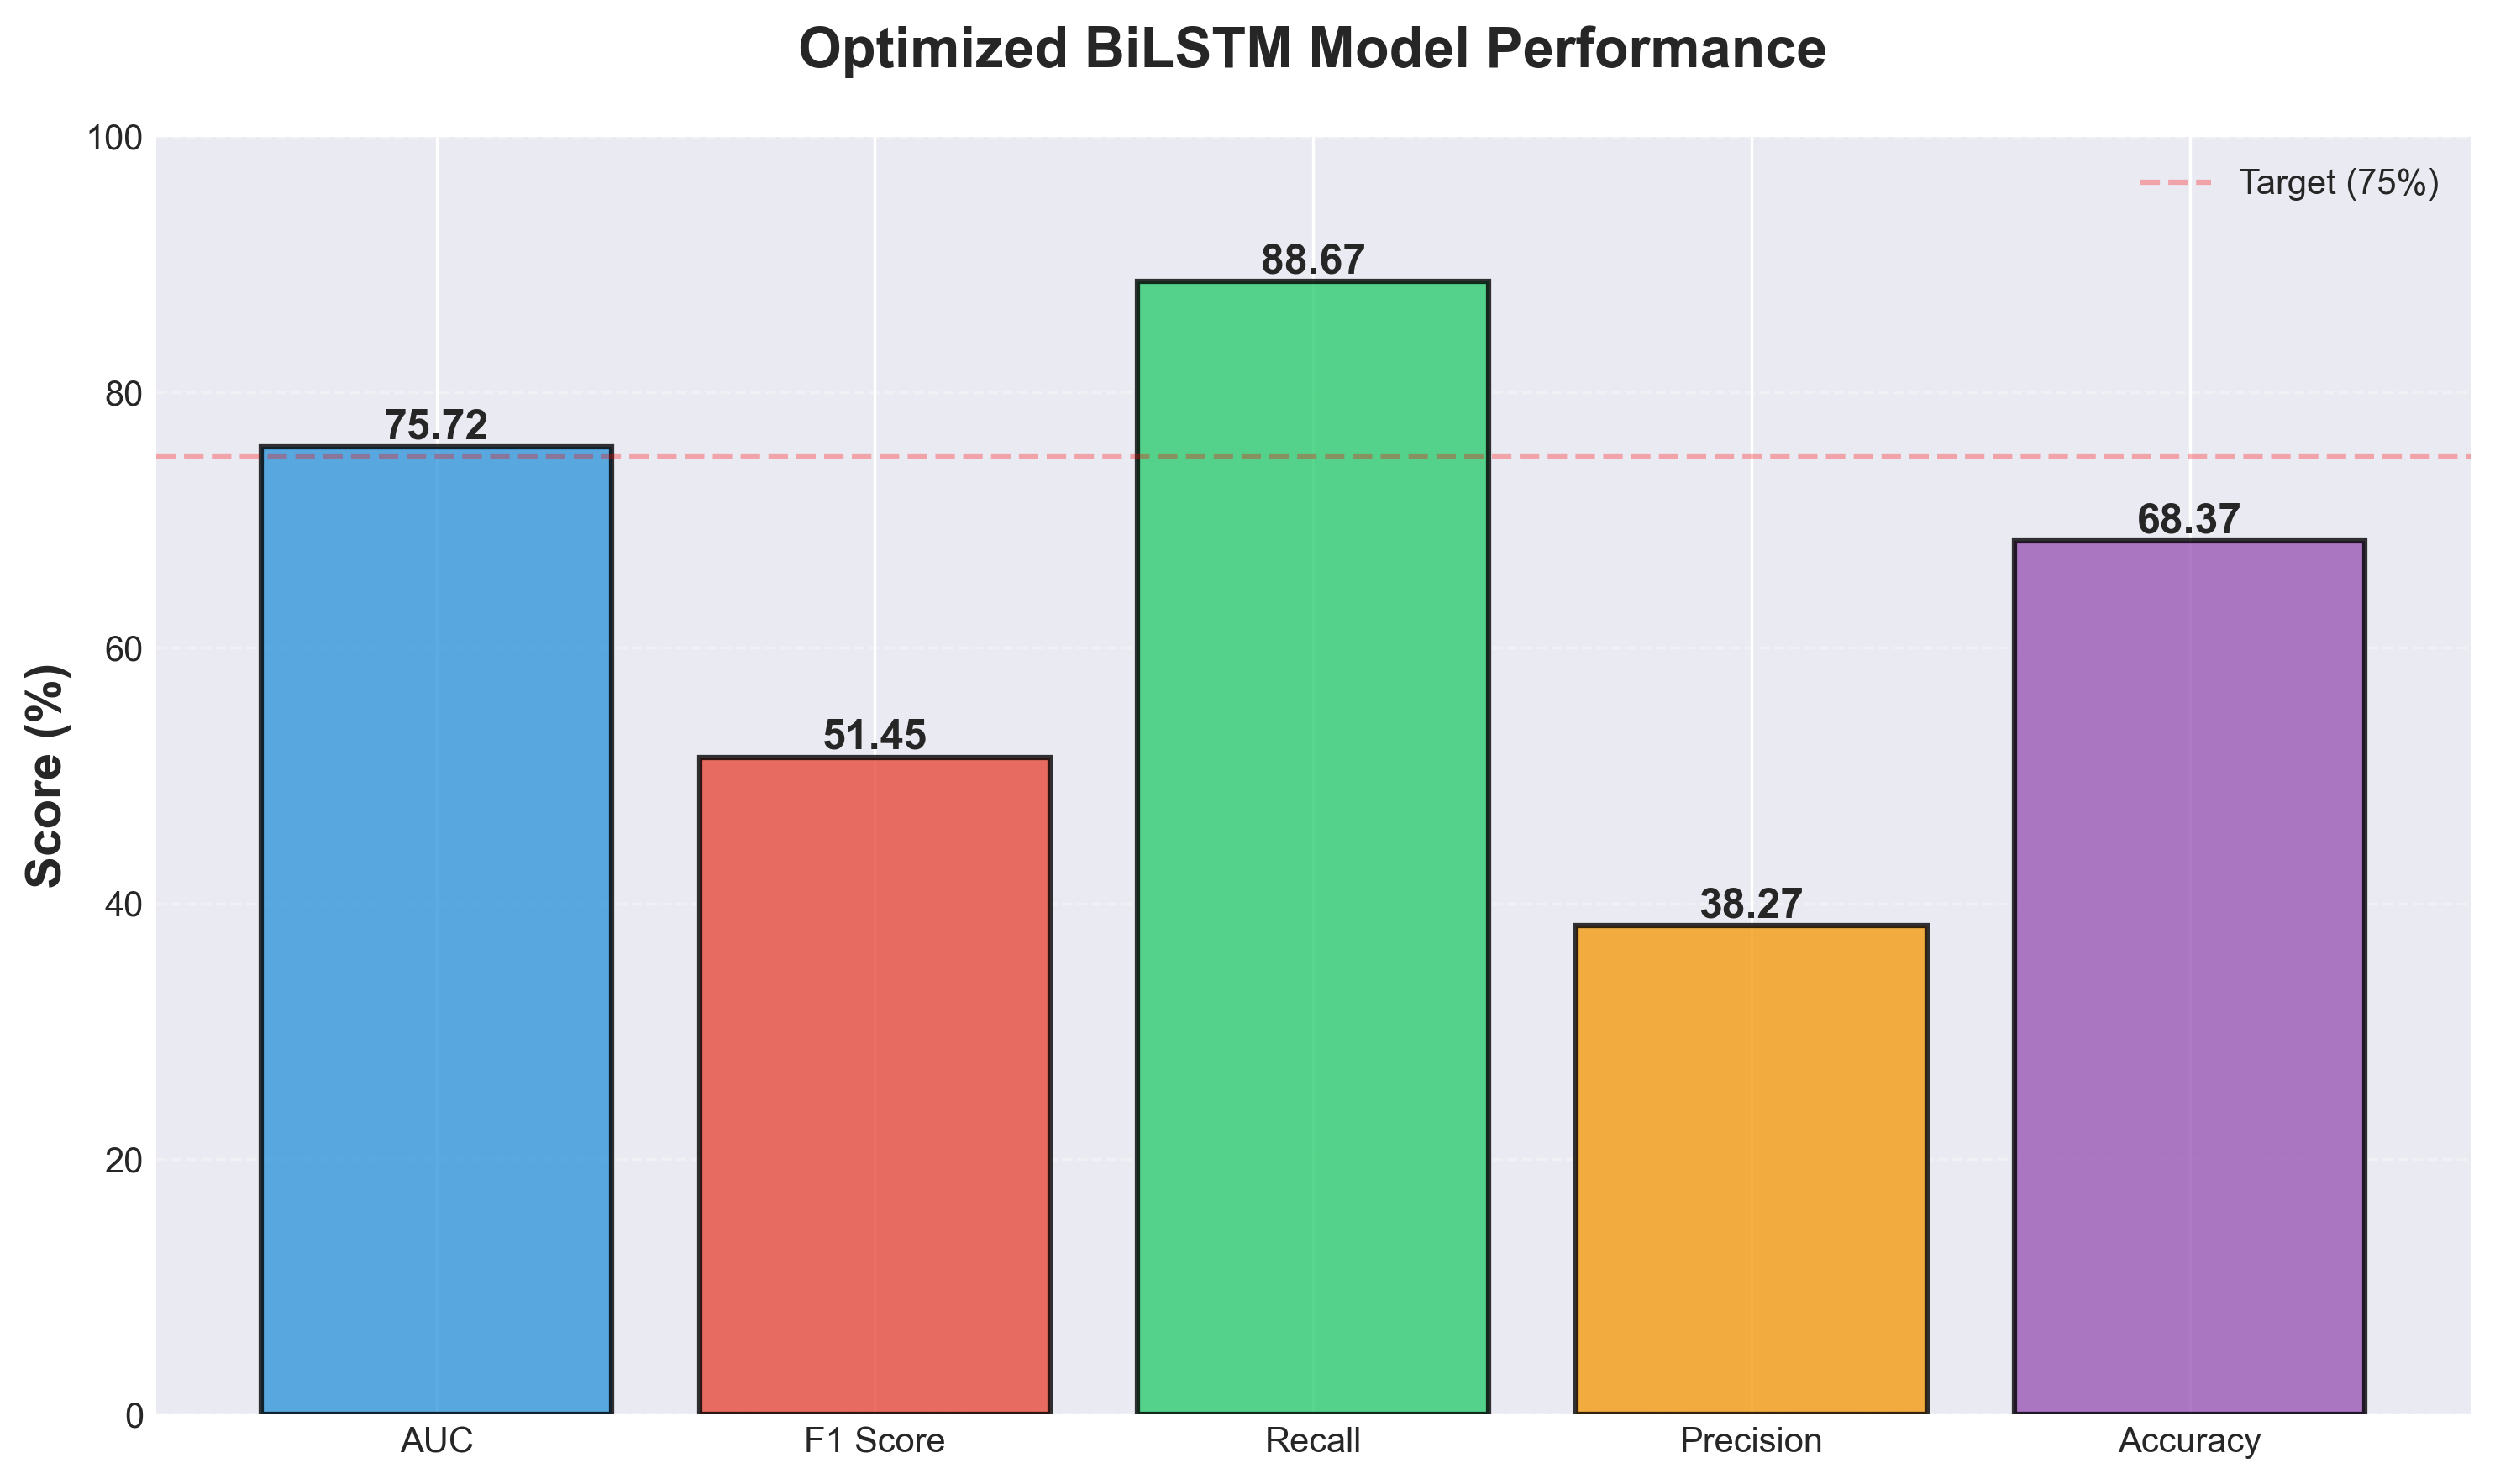 Optimized BiLSTM Model Performance
Score (%)
100
80
60
40
20
0
Target (75%)
75.72
51.45
88.67
38.27
68.37
AUC
F1 Score
Recall
Precision
Accuracy